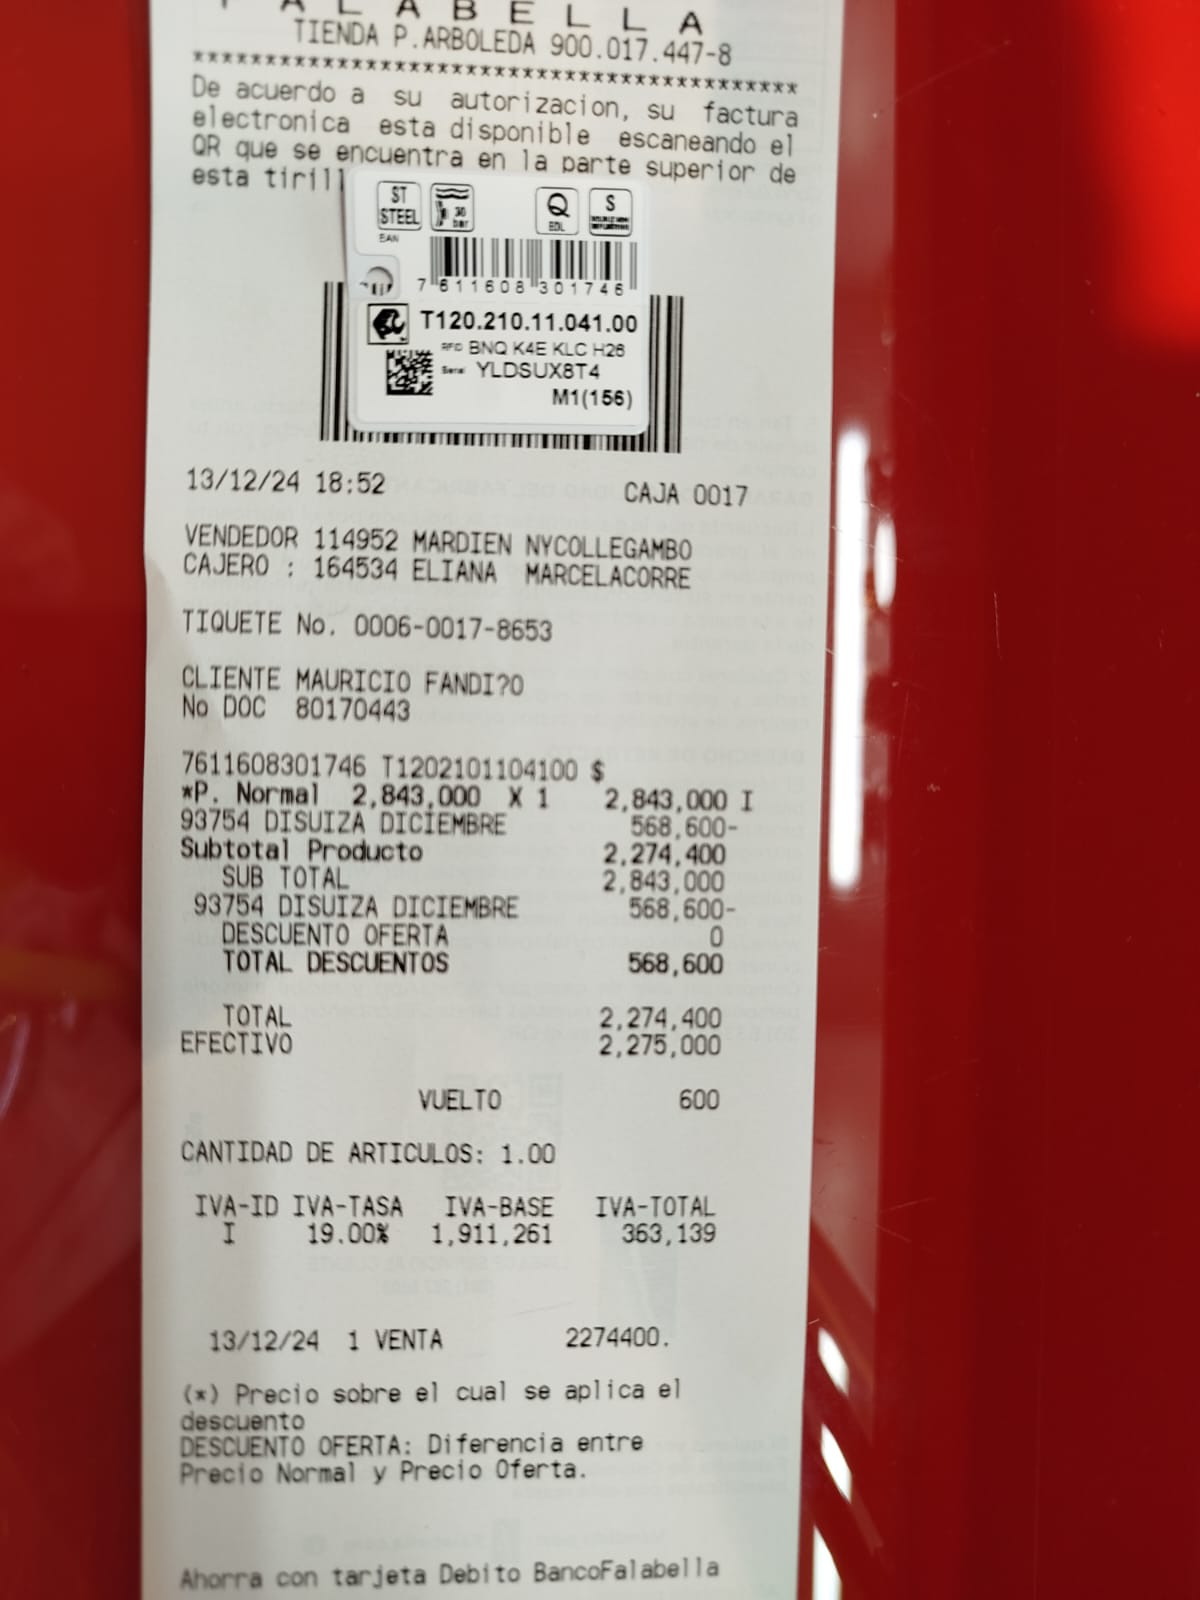 FALABELLA
TIENDA P.ARBOLEDA 900.017.447-8
******************************************
De acuerdo a su autorizacion, su factura
electronica esta disponible escaneando el
QR que se encuentra en la parte superior de
esta tirill
ST STEEL
30 bar
Q EOL
S
EAN
7 611608 301746
T120.210.11.041.00
RFD BNQ K4E KLC H26
Serial YLDSUX8T4
M1(156)
13/12/24 18:52 CAJA 0017
VENDEDOR 114952 MARDIEN NYCOLLEGAMBO
CAJERO : 164534 ELIANA MARCELACORRE
TIQUETE No. 0006-0017-8653
CLIENTE MAURICIO FANDI?O
No DOC 80170443
7611608301746 T1202101104100 $
*P. Normal 2,843,000 X 1 2,843,000 I
93754 DISUIZA DICIEMBRE 568,600-
Subtotal Producto 2,274,400
SUB TOTAL 2,843,000
93754 DISUIZA DICIEMBRE 568,600-
DESCUENTO OFERTA 0
TOTAL DESCUENTOS 568,600
TOTAL 2,274,400
EFECTIVO 2,275,000
VUELTO 600
CANTIDAD DE ARTICULOS: 1.00
IVA-ID IVA-TASA IVA-BASE IVA-TOTAL
I 19.00% 1,911,261 363,139
13/12/24 1 VENTA 2274400.
(*) Precio sobre el cual se aplica el
descuento
DESCUENTO OFERTA: Diferencia entre
Precio Normal y Precio Oferta.
Ahorra con tarjeta Debito BancoFalabella